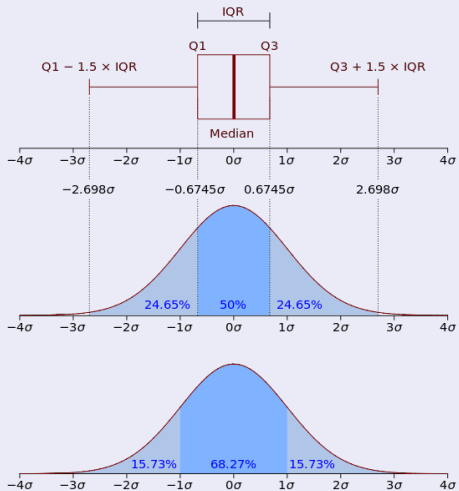 IQR
Q1 Q3
Q1 − 1.5 × IQR Q3 + 1.5 × IQR
Median
−4σ −3σ −2σ −1σ 0σ 1σ 2σ 3σ 4σ
−2.698σ −0.6745σ 0.6745σ 2.698σ
24.65% 50% 24.65%
−4σ −3σ −2σ −1σ 0σ 1σ 2σ 3σ 4σ
15.73% 68.27% 15.73%
−4σ −3σ −2σ −1σ 0σ 1σ 2σ 3σ 4σ